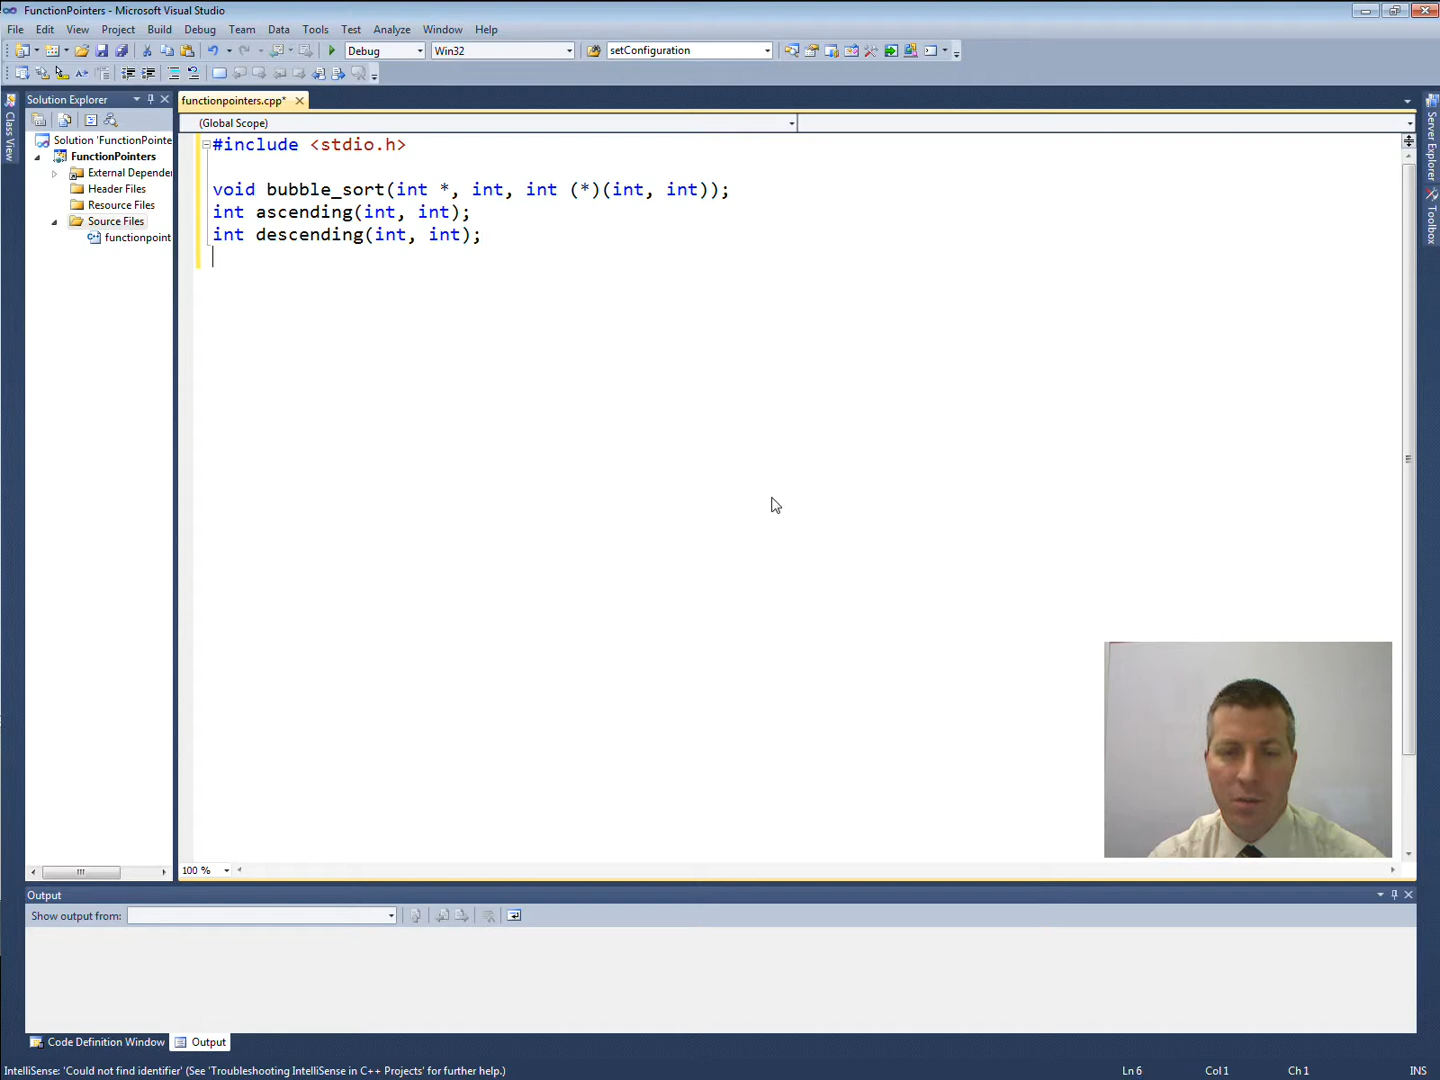 FunctionPointers - Microsoft Visual Studio
File Edit View Project Build Debug Team Data Tools Test Analyze Window Help
Debug Win32 setConfiguration
Class View
Solution Explorer
Solution 'FunctionPointe
FunctionPointers
External Depende
Header Files
Resource Files
Source Files
functionpoint
functionpointers.cpp*
(Global Scope)
#include <stdio.h>
void bubble_sort(int *, int, int (*)(int, int));
int ascending(int, int);
int descending(int, int);
Server Explorer
Toolbox
100 %
Output
Show output from:
Code Definition Window Output
IntelliSense: 'Could not find identifier' (See 'Troubleshooting IntelliSense in C++ Projects' for further help.) Ln 6 Col 1 Ch 1 INS